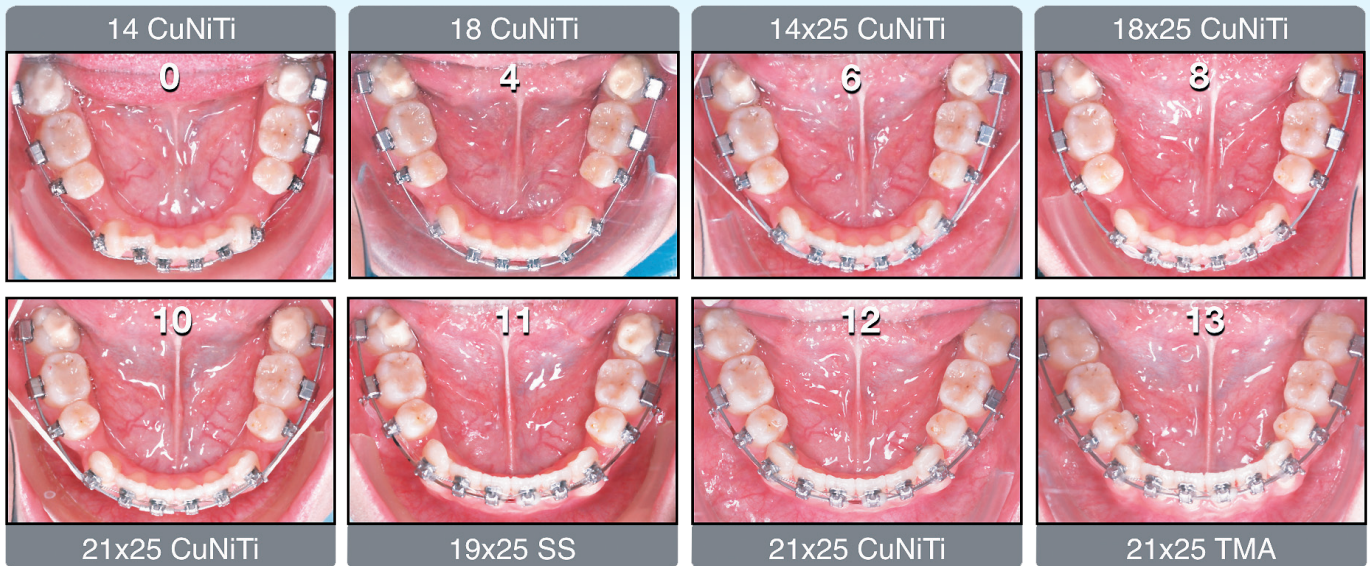 14 CuNiTi
18 CuNiTi
14x25 CuNiTi
18x25 CuNiTi
0
4
6
8
10
11
12
13
21x25 CuNiTi
19x25 SS
21x25 CuNiTi
21x25 TMA